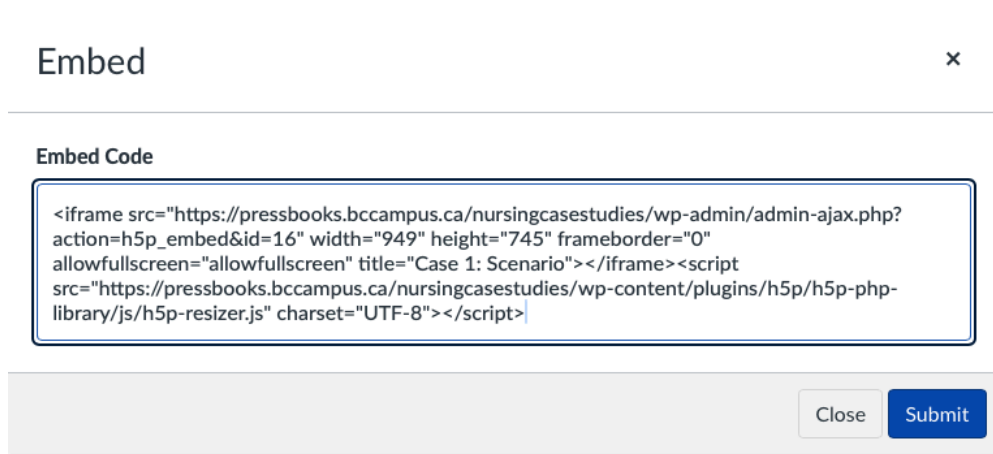 Embed
×
Embed Code
<iframe src="https://pressbooks.bccampus.ca/nursingcasestudies/wp-admin/admin-ajax.php?
action=h5p_embed&id=16" width="949" height="745" frameborder="0"
allowfullscreen="allowfullscreen" title="Case 1: Scenario"></iframe><script
src="https://pressbooks.bccampus.ca/nursingcasestudies/wp-content/plugins/h5p/h5p-php-
library/js/h5p-resizer.js" charset="UTF-8"></script>
Close Submit